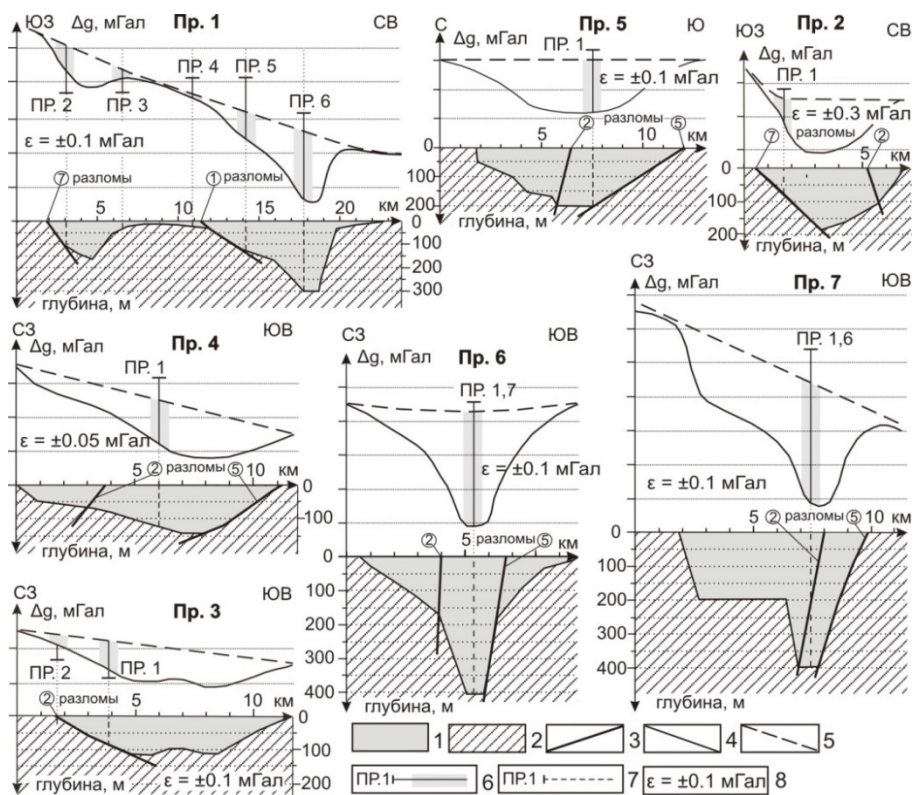 ЮЗ
Δg, мГал
Пр. 1
СВ
ПР. 2
ПР. 3
ПР. 4
ПР. 5
ПР. 6
ε = ±0.1 мГал
⑦ разломы
① разломы
5
10
15
20
км
0
100
200
300
глубина, м
С
Δg, мГал
Пр. 5
Ю
ПР. 1
ε = ±0.1 мГал
5
② разломы
10
⑤
км
0
100
200
глубина, м
ЮЗ
Пр. 2
СВ
Δg, мГал
ПР. 1
ε = ±0.3 мГал
разломы
⑦
②
5
км
0
100
200
глубина, м
СЗ
Δg, мГал
Пр. 4
ЮВ
ПР. 1
ε = ±0.05 мГал
5
② разломы ⑤
10
км
0
100
глубина, м
СЗ
Δg, мГал
Пр. 6
ЮВ
ПР. 1,7
ε = ±0.1 мГал
②
5
разломы
⑤
км
0
100
200
300
400
глубина, м
СЗ
Δg, мГал
Пр. 7
ЮВ
ПР. 1,6
ε = ±0.1 мГал
5
② разломы ⑤
10
км
0
100
200
300
400
глубина, м
СЗ
Δg, мГал
Пр. 3
ЮВ
ПР. 2
ПР. 1
② разломы
5
10
км
0
100
200
глубина, м
ε = ±0.1 мГал
1
2
3
4
5
ПР.1
6
ПР.1
7
ε = ±0.1 мГал
8